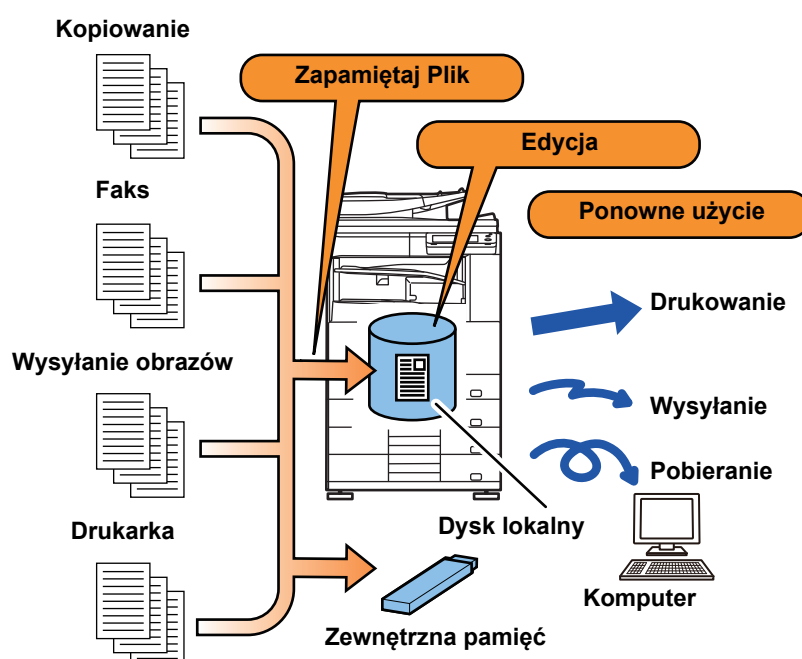 Kopiowanie
Zapamiętaj Plik
Edycja
Faks
Ponowne użycie
Drukowanie
Wysyłanie obrazów
Wysyłanie
Pobieranie
Drukarka
Dysk lokalny
Komputer
Zewnętrzna pamięć